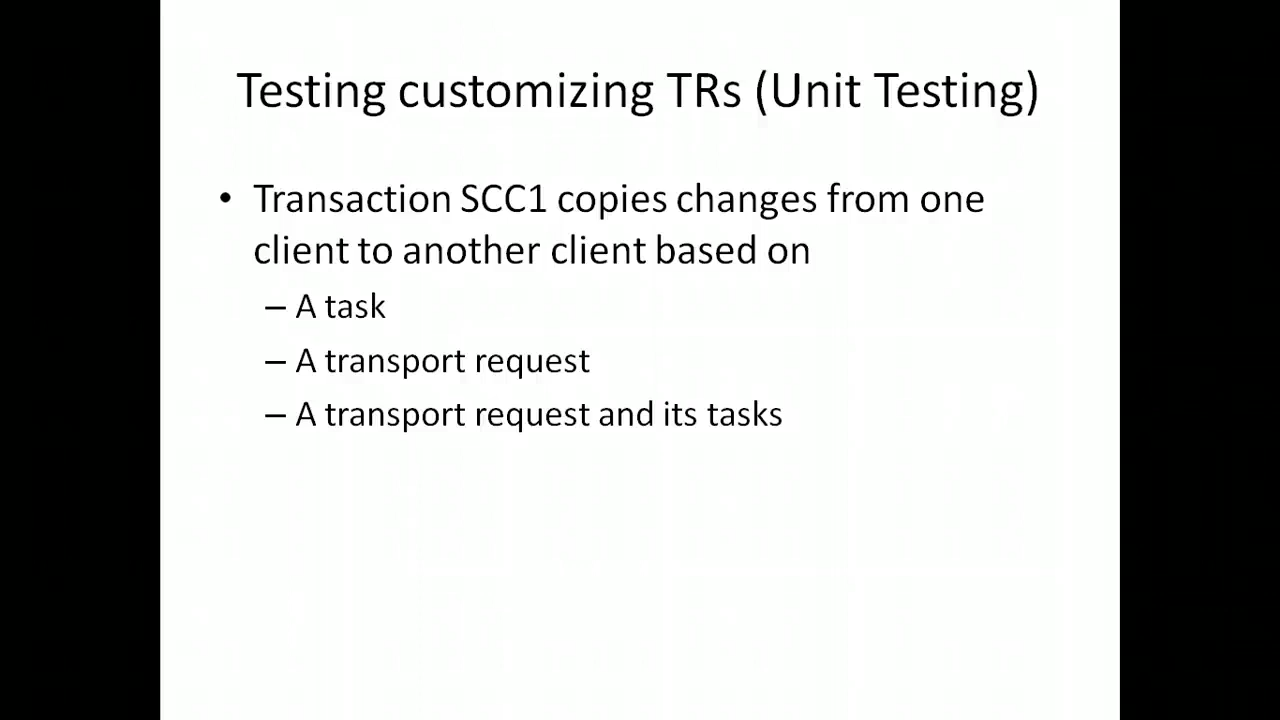 Testing customizing TRs (Unit Testing)
• Transaction SCC1 copies changes from one
client to another client based on
– A task
– A transport request
– A transport request and its tasks